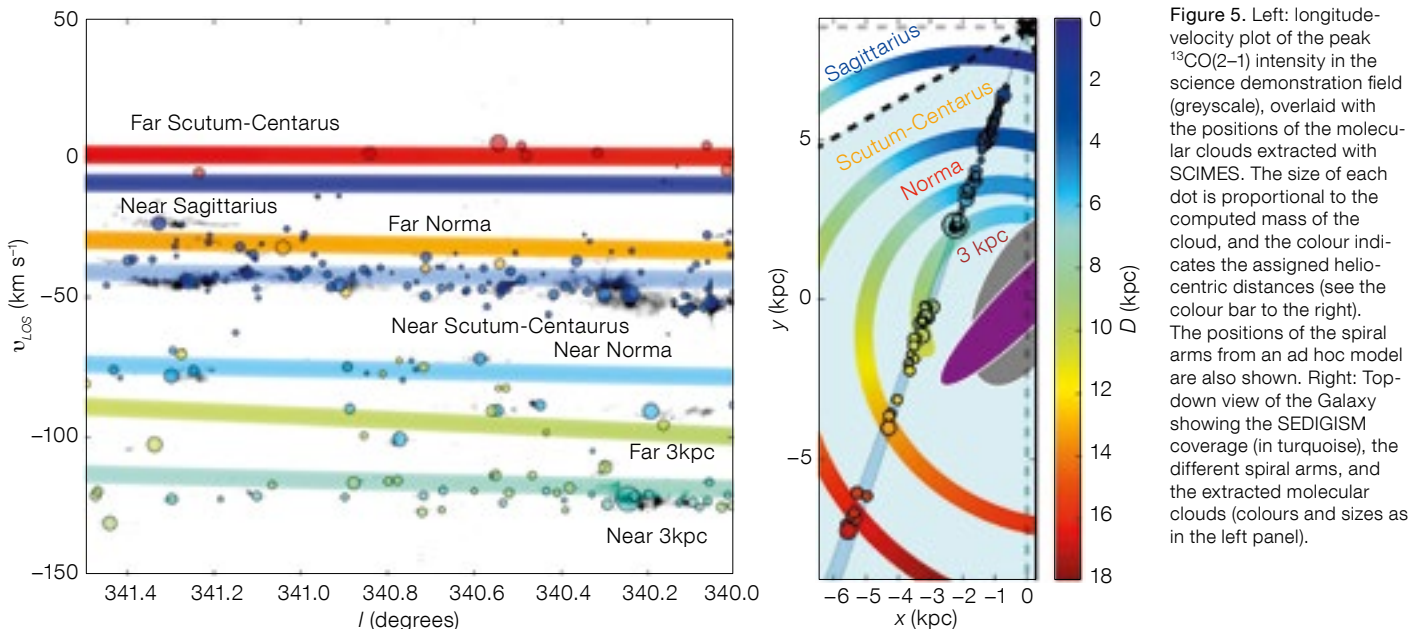 50
0
−50
−100
−150
υLOS (km s⁻¹)
Far Scutum-Centarus
Near Sagittarius
Far Norma
Near Scutum-Centaurus
Near Norma
Far 3kpc
Near 3kpc
341.4 341.2 341.0 340.8 340.6 340.4 340.2 340.0
l (degrees)
Sagittarius
Scutum-Centarus
Norma
3 kpc
5
0
−5
y (kpc)
−6 −5 −4 −3 −2 −1 0
x (kpc)
0
2
4
6
8
10
12
14
16
18
D (kpc)
Figure 5. Left: longitude-
velocity plot of the peak
¹³CO(2–1) intensity in the
science demonstration field
(greyscale), overlaid with
the positions of the molecu-
lar clouds extracted with
SCIMES. The size of each
dot is proportional to the
computed mass of the
cloud, and the colour indi-
cates the assigned helio-
centric distances (see the
colour bar to the right).
The positions of the spiral
arms from an ad hoc model
are also shown. Right: Top-
down view of the Galaxy
showing the SEDIGISM
coverage (in turquoise), the
different spiral arms, and
the extracted molecular
clouds (colours and sizes as
in the left panel).